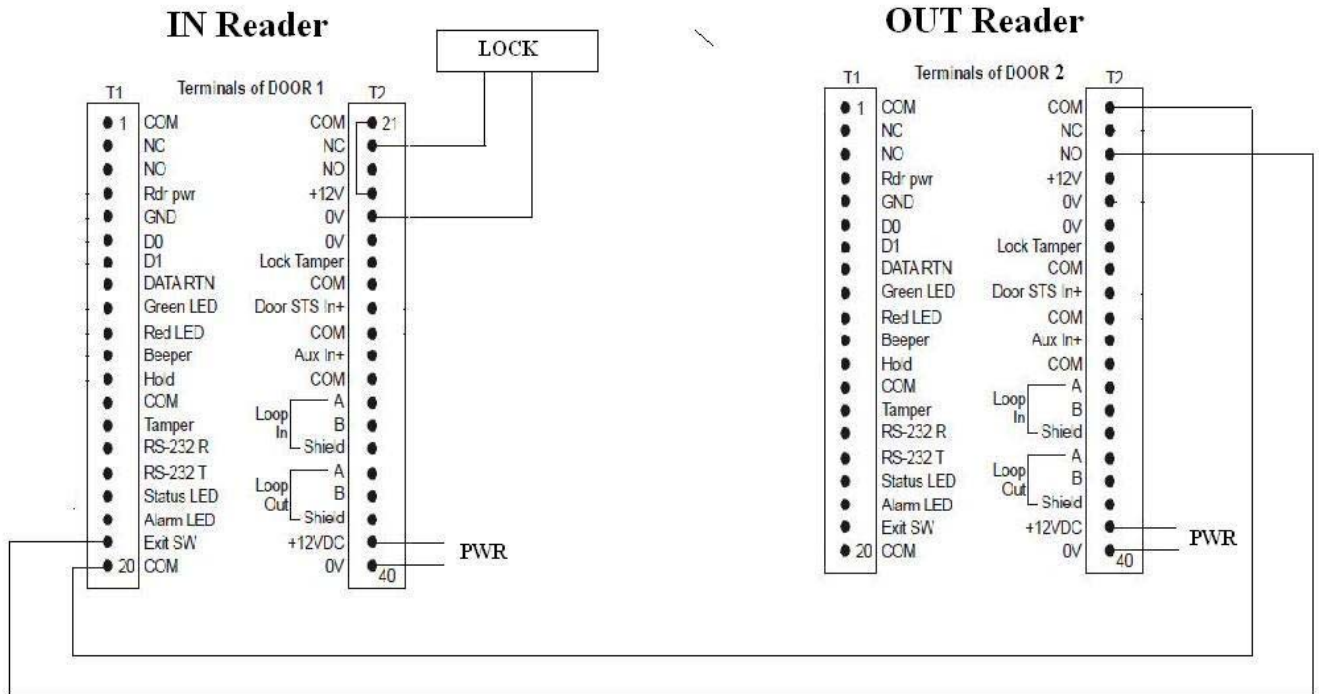 IN Reader
OUT Reader
LOCK
Terminals of DOOR 1
T1
T2
1 COM
NC
NO
Rdr pwr
GND
D0
D1
DATA RTN
Green LED
Red LED
Beeper
Hold
COM
Tamper
RS-232 R
RS-232 T
Status LED
Alarm LED
Exit SW
20 COM
COM 21
NC
NO
+12V
0V
0V
Lock Tamper
COM
Door STS In+
COM
Aux In+
COM
Loop In
A
B
Shield
Loop Out
A
B
Shield
+12VDC
0V
40
PWR
Terminals of DOOR 2
T1
T2
1 COM
NC
NO
Rdr pwr
GND
D0
D1
DATA RTN
Green LED
Red LED
Beeper
Hold
COM
Tamper
RS-232 R
RS-232 T
Status LED
Alarm LED
Exit SW
20 COM
COM
NC
NO
+12V
0V
0V
Lock Tamper
COM
Door STS In+
COM
Aux In+
COM
Loop In
A
B
Shield
Loop Out
A
B
Shield
+12VDC
0V
40
PWR